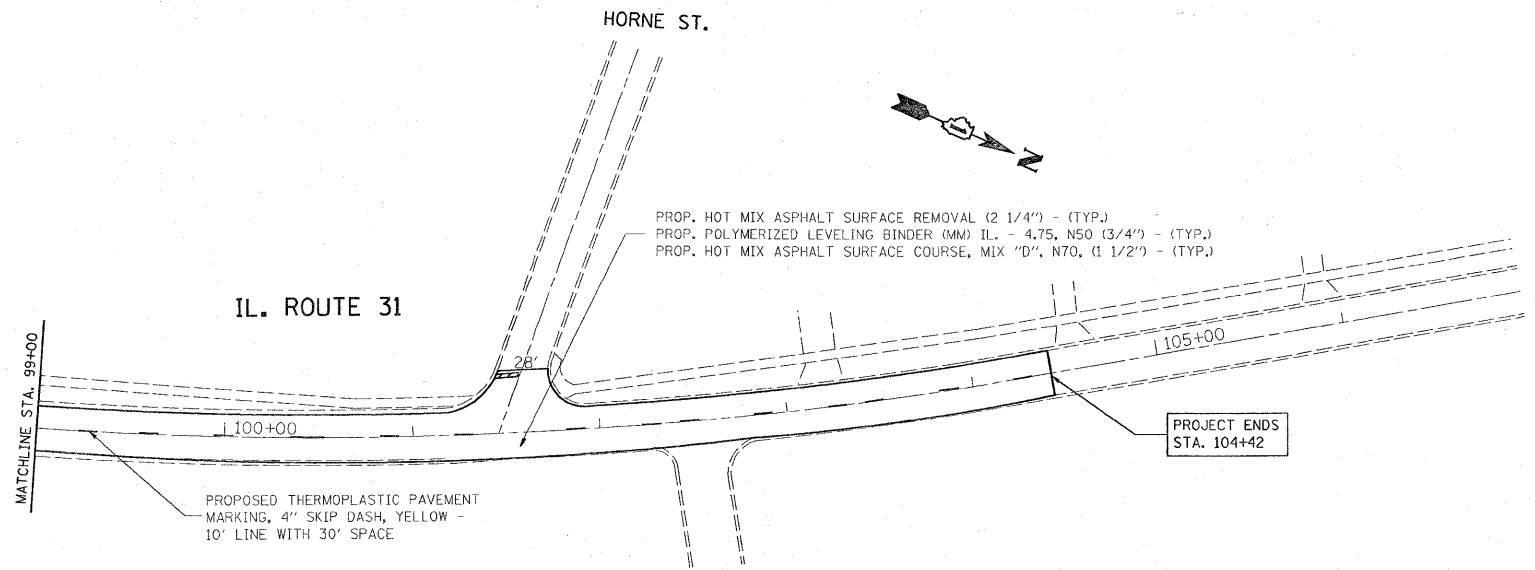 HORNE ST.
N
PROP. HOT MIX ASPHALT SURFACE REMOVAL (2 1/4") - (TYP.)
PROP. POLYMERIZED LEVELING BINDER (MM) IL. - 4.75, N50 (3/4") - (TYP.)
PROP. HOT MIX ASPHALT SURFACE COURSE, MIX "D", N70, (1 1/2") - (TYP.)
IL. ROUTE 31
MATCHLINE STA. 99+00
28'
100+00
105+00
PROJECT ENDS
STA. 104+42
PROPOSED THERMOPLASTIC PAVEMENT
MARKING, 4" SKIP DASH, YELLOW -
10' LINE WITH 30' SPACE